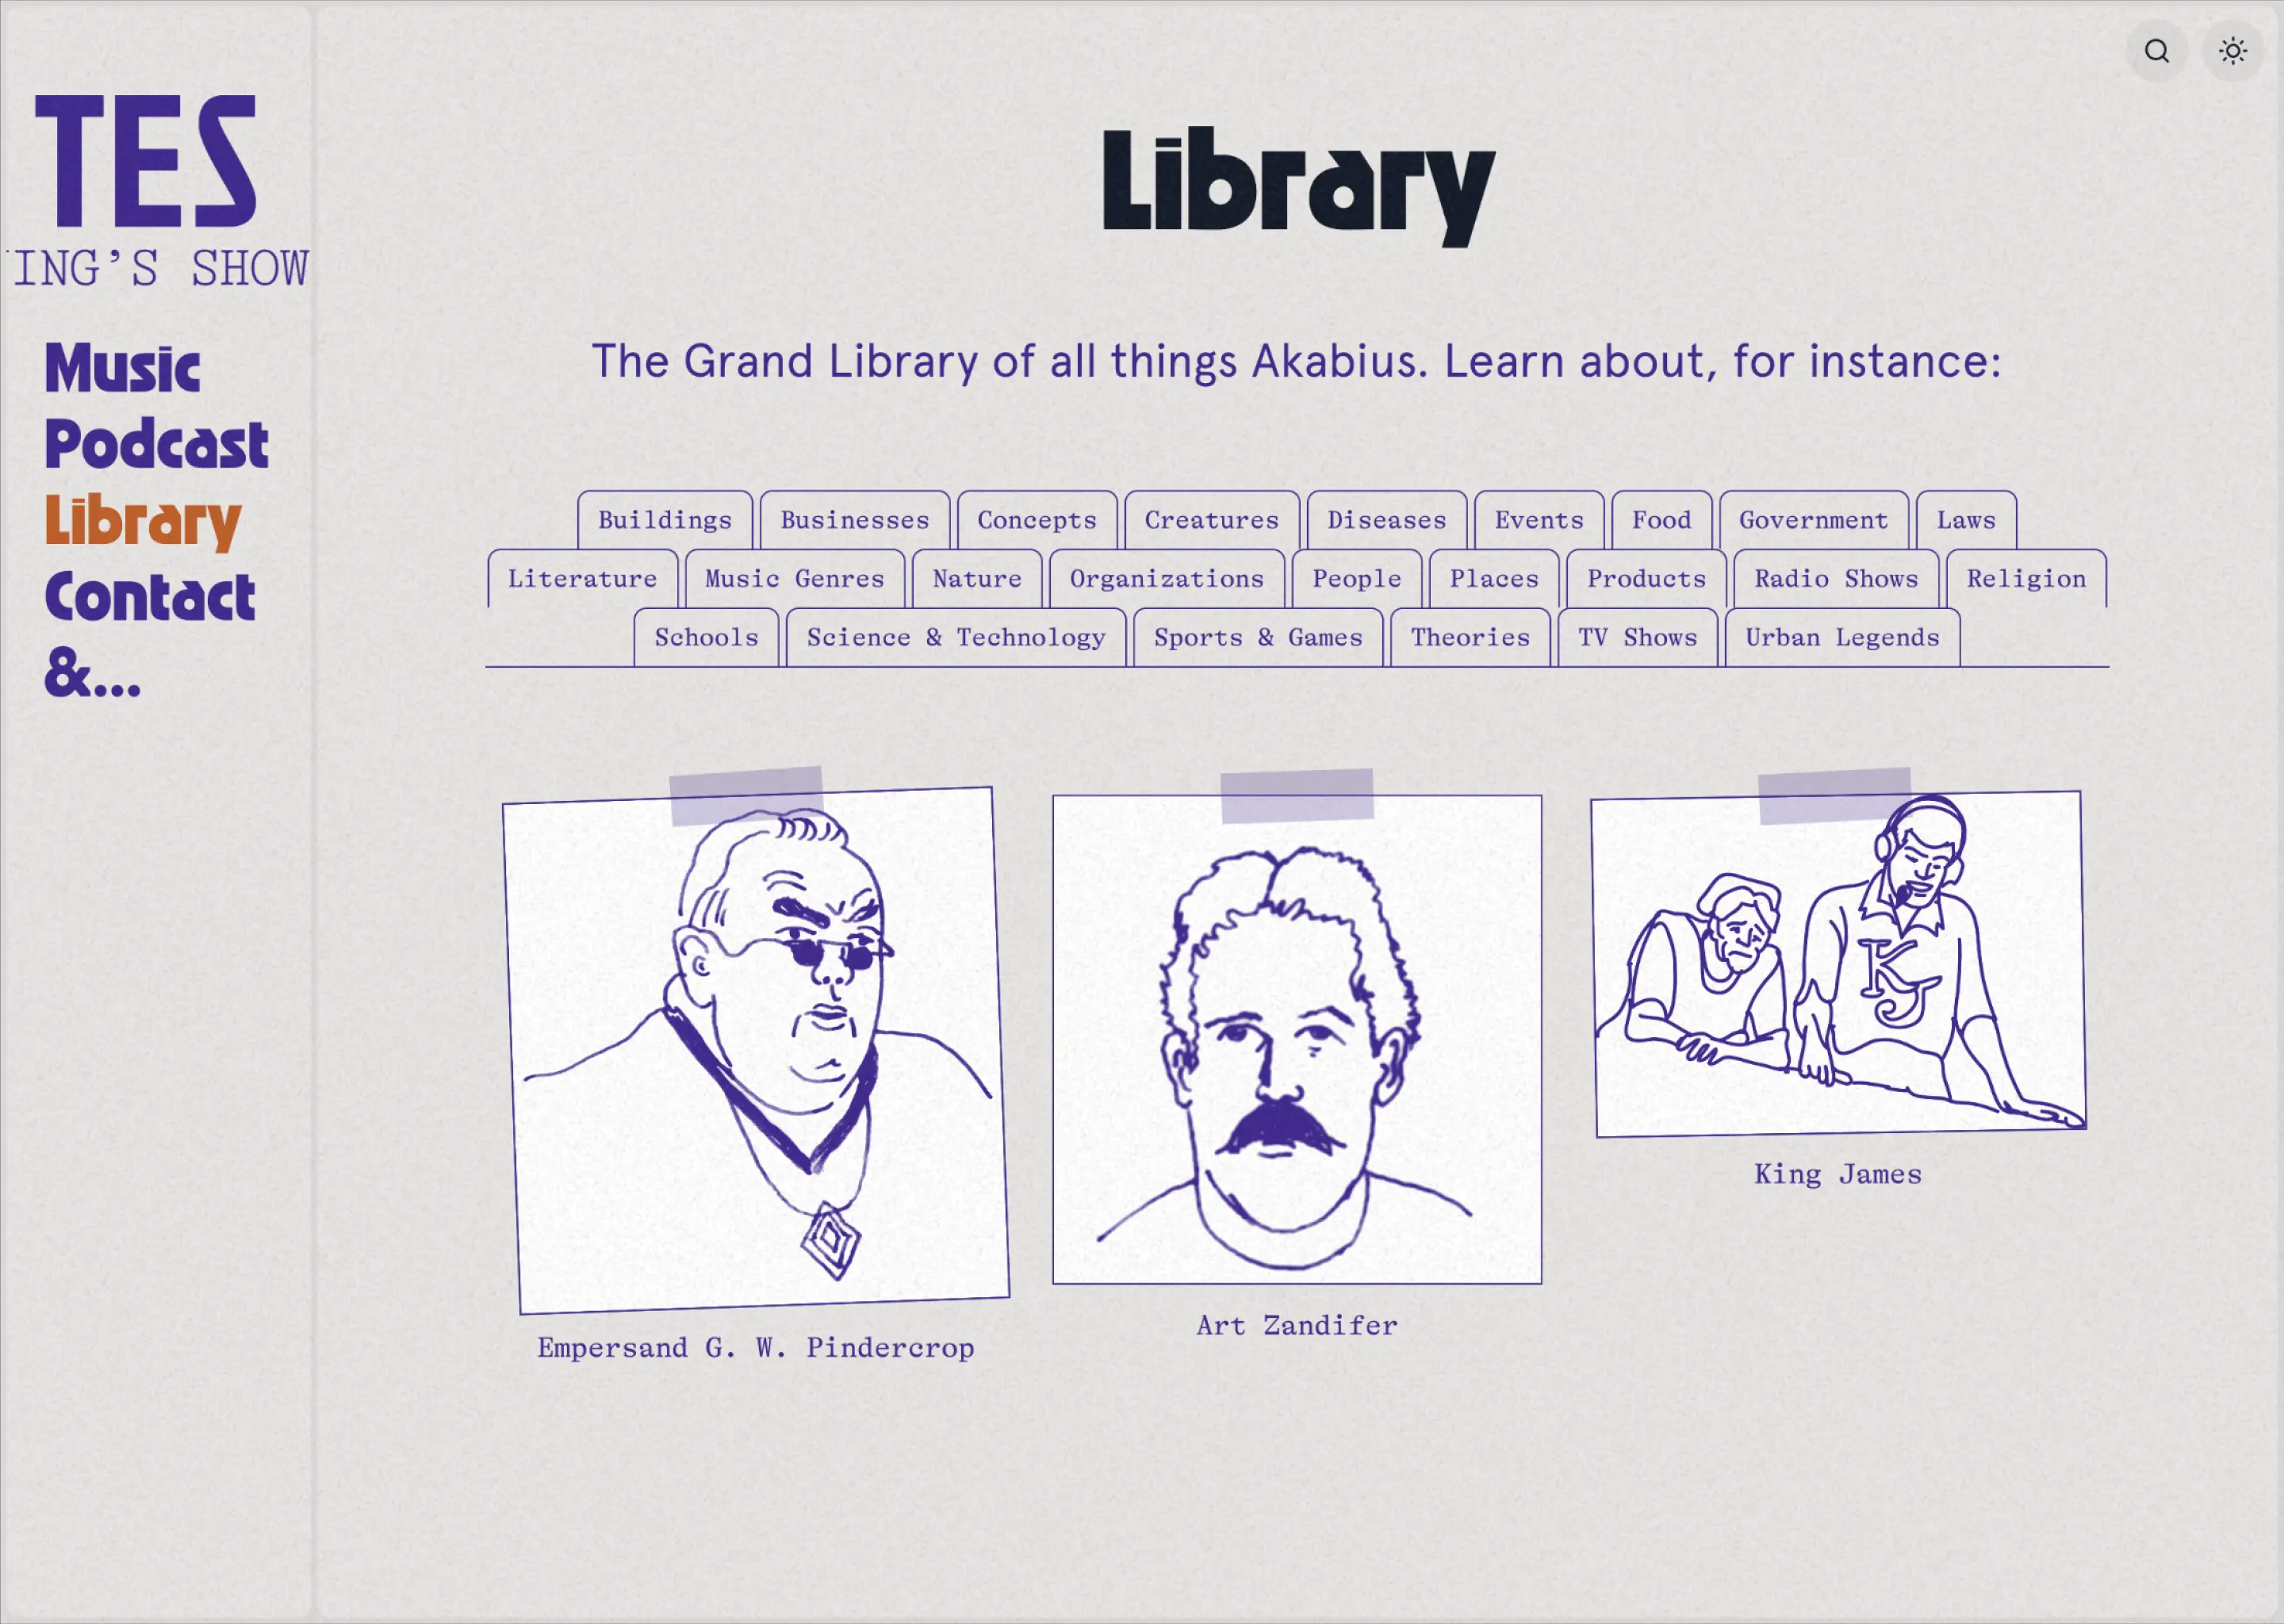 TES
ING'S SHOW
Music
Podcast
Library
Contact
&...
Library
The Grand Library of all things Akabius. Learn about, for instance:
Buildings Businesses Concepts Creatures Diseases Events Food Government Laws
Literature Music Genres Nature Organizations People Places Products Radio Shows Religion
Schools Science & Technology Sports & Games Theories TV Shows Urban Legends
KJ
Empersand G. W. Pindercrop
Art Zandifer
King James